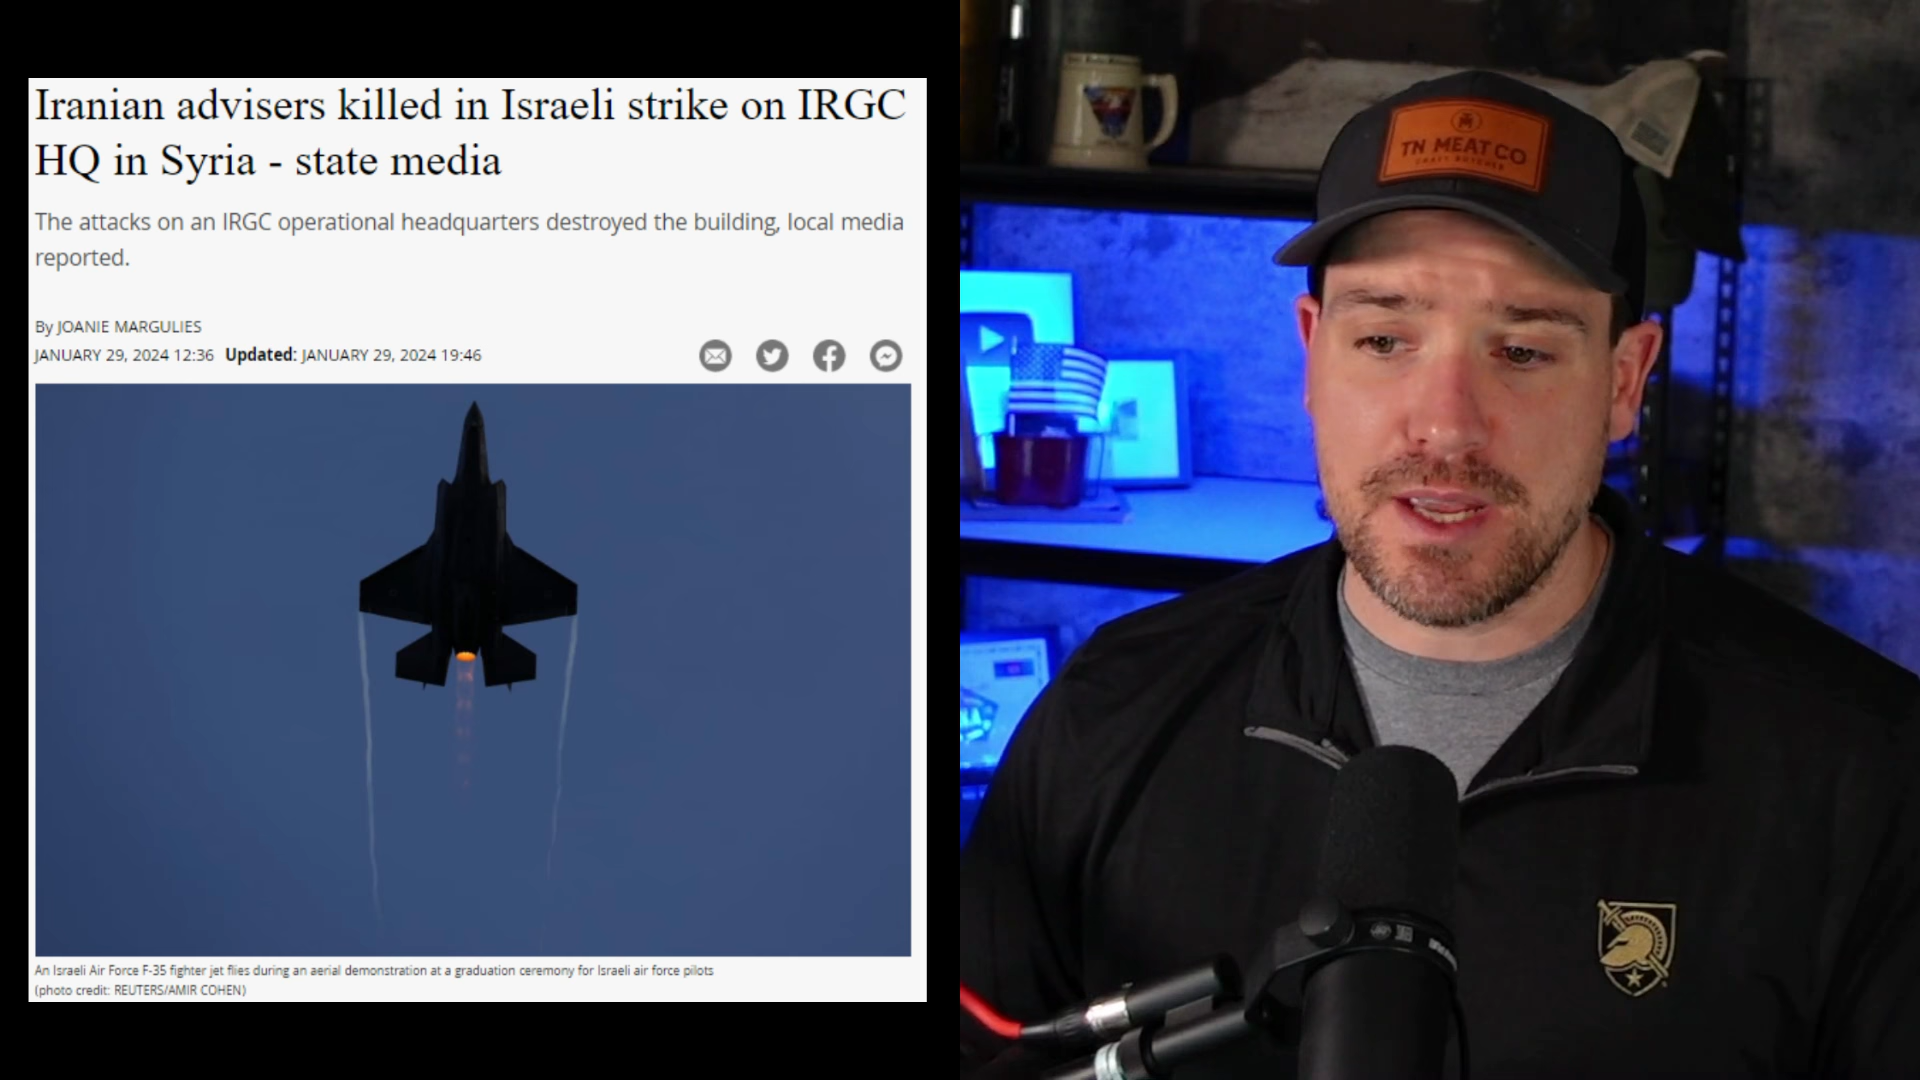 Iranian advisers killed in Israeli strike on IRGC
HQ in Syria - state media
The attacks on an IRGC operational headquarters destroyed the building, local media
reported.
By JOANIE MARGULIES
JANUARY 29, 2024 12:36 Updated: JANUARY 29, 2024 19:46
An Israeli Air Force F-35 fighter jet flies during an aerial demonstration at a graduation ceremony for Israeli air force pilots
(photo credit: REUTERS/AMIR COHEN)
TN MEAT CO